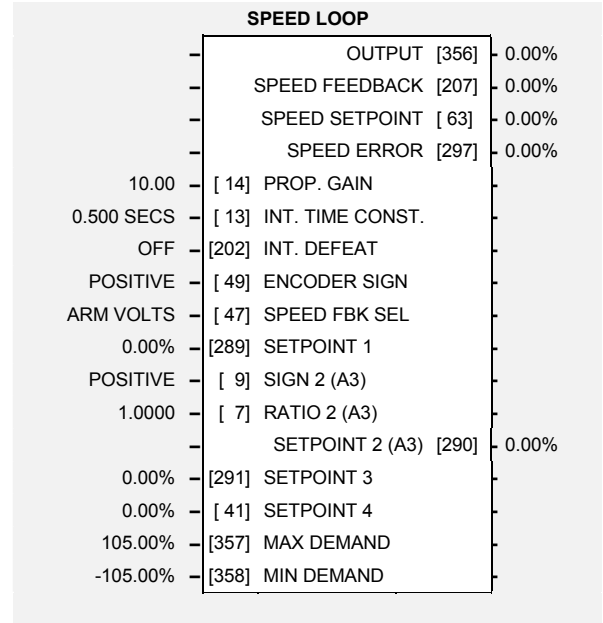 SPEED LOOP
– OUTPUT [356] - 0.00%
– SPEED FEEDBACK [207] - 0.00%
– SPEED SETPOINT [ 63] - 0.00%
– SPEED ERROR [297] - 0.00%
10.00 – [ 14] PROP. GAIN -
0.500 SECS – [ 13] INT. TIME CONST. -
OFF – [202] INT. DEFEAT -
POSITIVE – [ 49] ENCODER SIGN -
ARM VOLTS – [ 47] SPEED FBK SEL -
0.00% – [289] SETPOINT 1 -
POSITIVE – [ 9] SIGN 2 (A3) -
1.0000 – [ 7] RATIO 2 (A3) -
– SETPOINT 2 (A3) [290] - 0.00%
0.00% – [291] SETPOINT 3 -
0.00% – [ 41] SETPOINT 4 -
105.00% – [357] MAX DEMAND -
-105.00% – [358] MIN DEMAND -